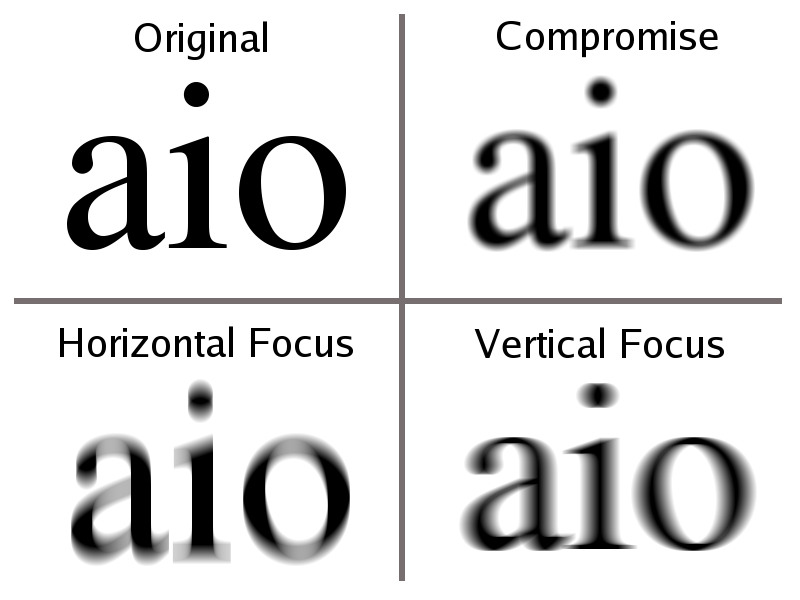 Original
aio
Compromise
aio
Horizontal Focus
aio
Vertical Focus
aio